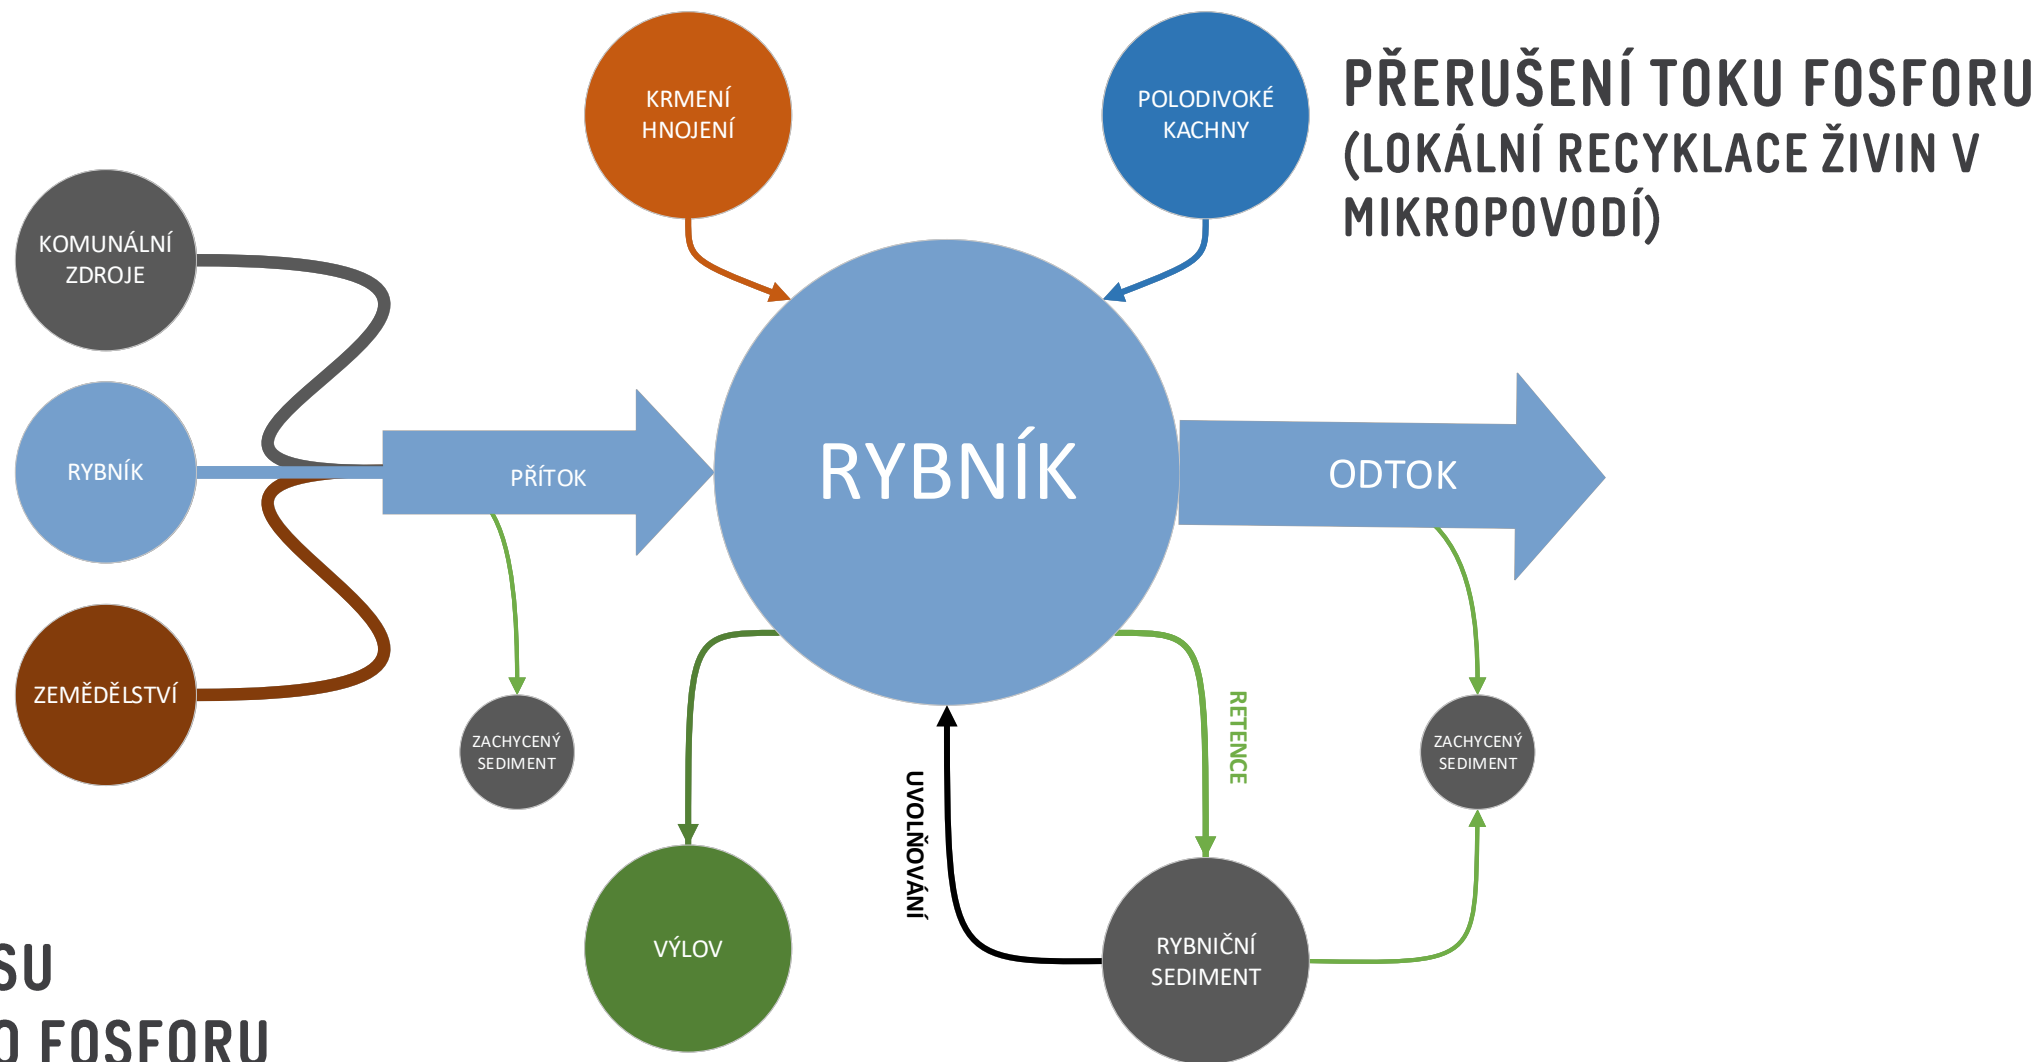 PŘERUŠENÍ TOKU FOSFORU
(LOKÁLNÍ RECYKLACE ŽIVIN V
MIKROPOVODÍ)
KRMENÍ
HNOJENÍ
POLODIVOKÉ
KACHNY
KOMUNÁLNÍ
ZDROJE
RYBNÍK
ZEMĚDĚLSTVÍ
PŘÍTOK
RYBNÍK
ODTOK
ZACHYCENÝ
SEDIMENT
RETENCE
UVOLŇOVÁNÍ
ZACHYCENÝ
SEDIMENT
VÝLOV
RYBNIČNÍ
SEDIMENT
SU
O FOSFORU